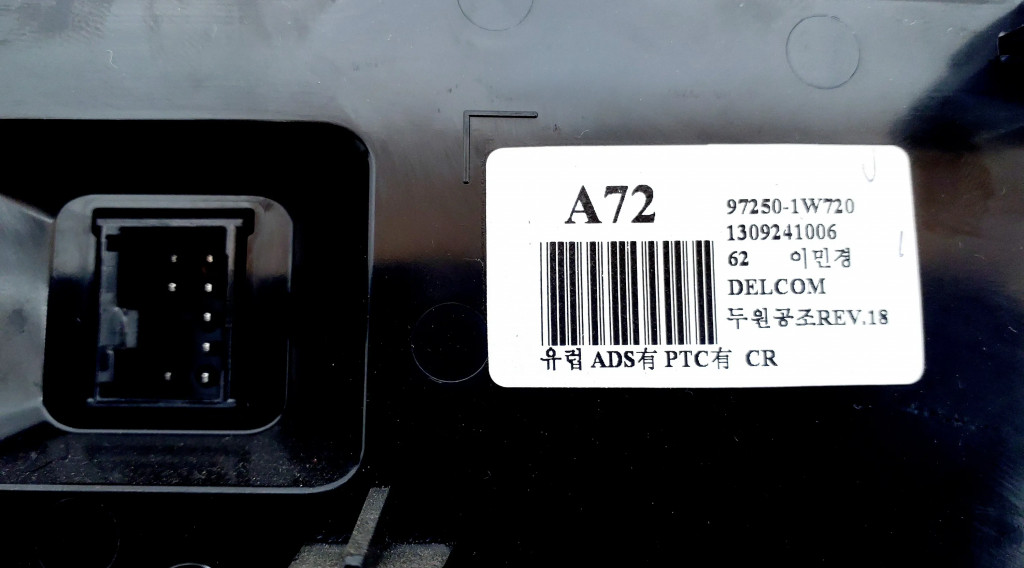 A72
97250-1W720
1309241006
62 이민경
DELCOM
두원공조REV.18
유럽 ADS有 PTC有 CR